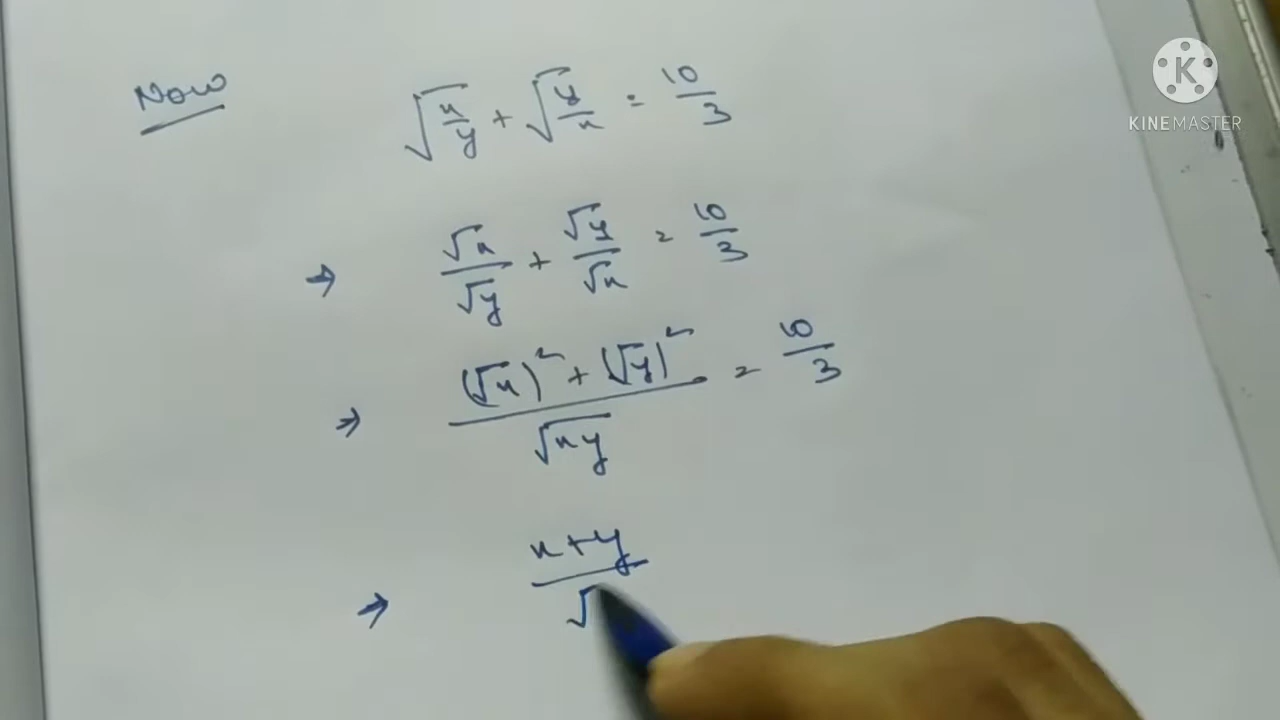 Now √x/y + √y/x = 10/3
⇒ √x/√y + √y/√x = 10/3
⇒ (√x)² + (√y)² / √xy = 10/3
⇒ x+y / √
K
KINEMASTER